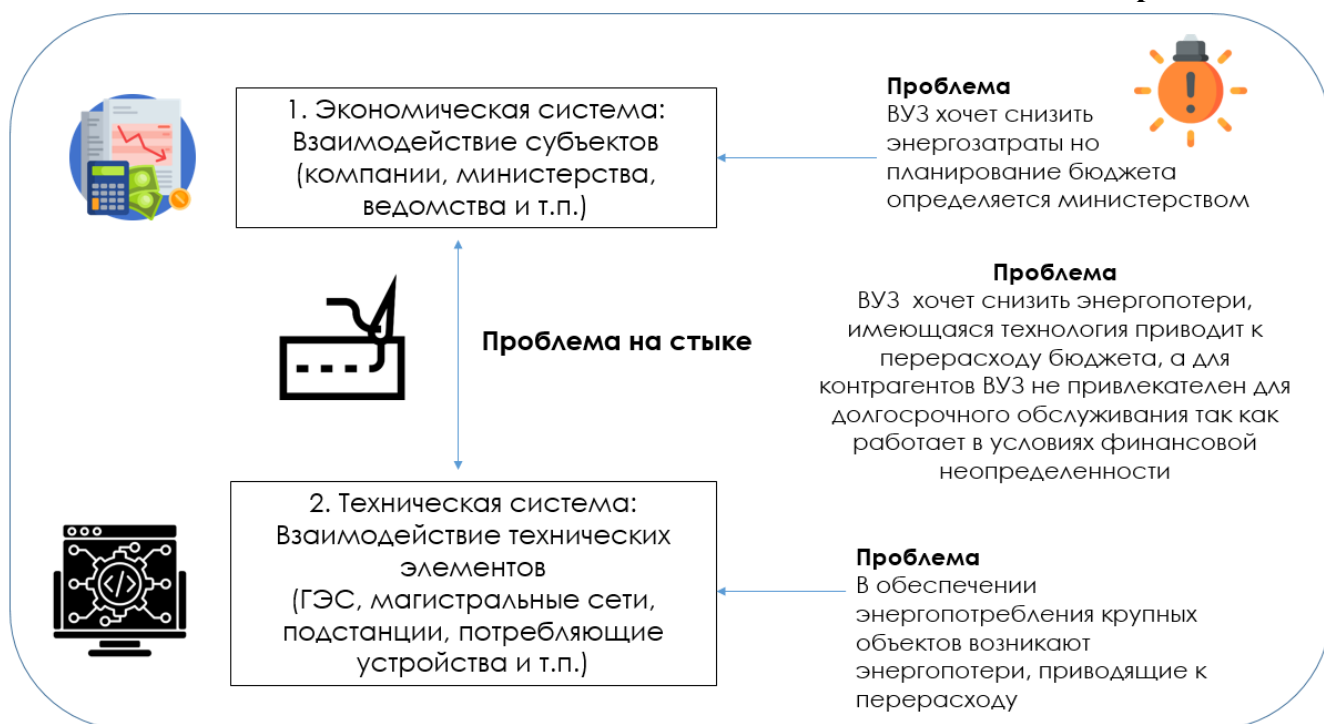 1. Экономическая система:
Взаимодействие субъектов
(компании, министерства,
ведомства и т.п.)
Проблема
ВУЗ хочет снизить
энергозатраты но
планирование бюджета
определяется министерством
Проблема на стыке
Проблема
ВУЗ хочет снизить энергопотери,
имеющаяся технология приводит к
перерасходу бюджета, а для
контрагентов ВУЗ не привлекателен для
долгосрочного обслуживания так как
работает в условиях финансовой
неопределенности
2. Техническая система:
Взаимодействие технических
элементов
(ГЭС, магистральные сети,
подстанции, потребляющие
устройства и т.п.)
Проблема
В обеспечении
энергопотребления крупных
объектов возникают
энергопотери, приводящие к
перерасходу